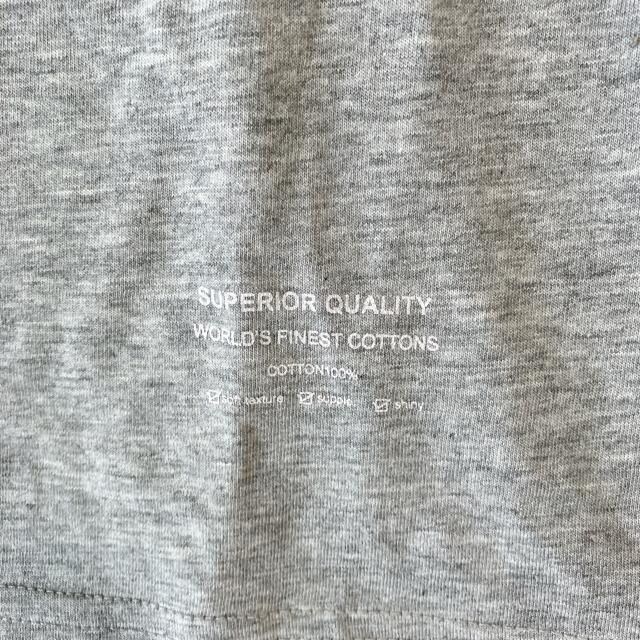 SUPERIOR QUALITY
WORLD'S FINEST COTTONS
COTTON100%
☑soft texture ☑supple ☑shiny